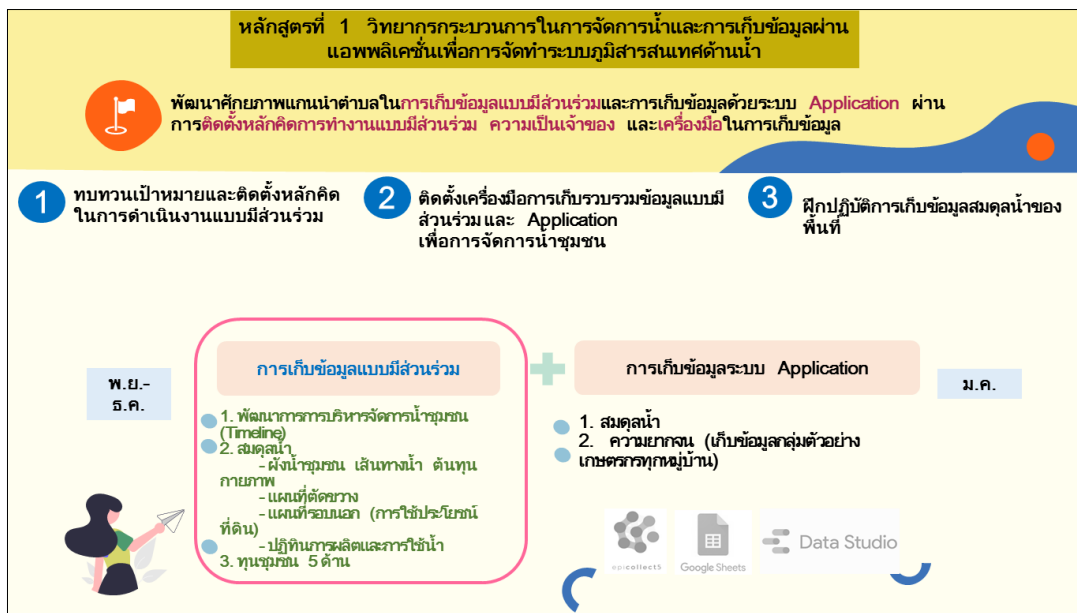 หลักสูตรที่ 1 วิทยากรกระบวนการในการจัดการน้ำและการเก็บข้อมูลผ่าน
แอพพลิเคชั่นเพื่อการจัดทำระบบภูมิสารสนเทศด้านน้ำ
พัฒนาศักยภาพแกนนำตำบลในการเก็บข้อมูลแบบมีส่วนร่วมและการเก็บข้อมูลด้วยระบบ Application ผ่าน
การติดตั้งหลักคิดการทำงานแบบมีส่วนร่วม ความเป็นเจ้าของ และเครื่องมือในการเก็บข้อมูล
1
ทบทวนเป้าหมายและติดตั้งหลักคิด
ในการดำเนินงานแบบมีส่วนร่วม
2
ติดตั้งเครื่องมือการเก็บรวบรวมข้อมูลแบบมี
ส่วนร่วม และ Application
เพื่อการจัดการน้ำชุมชน
3
ฝึกปฏิบัติการเก็บข้อมูลสมดุลน้ำของ
พื้นที่
พ.ย.-
ธ.ค.
การเก็บข้อมูลแบบมีส่วนร่วม
1. พัฒนาการการบริหารจัดการน้ำชุมชน
(Timeline)
2. สมดุลน้ำ
- ผังน้ำชุมชน เส้นทางน้ำ ต้นทุน
กายภาพ
- แผนที่ตัดขวาง
- แผนที่รอบนอก (การใช้ประโยชน์
ที่ดิน)
- ปฏิทินการผลิตและการใช้น้ำ
3. ทุนชุมชน 5 ด้าน
การเก็บข้อมูลระบบ Application
1. สมดุลน้ำ
2. ความยากจน (เก็บข้อมูลกลุ่มตัวอย่าง
เกษตรกรทุกหมู่บ้าน)
ม.ค.
epicollect5
Google Sheets
Data Studio